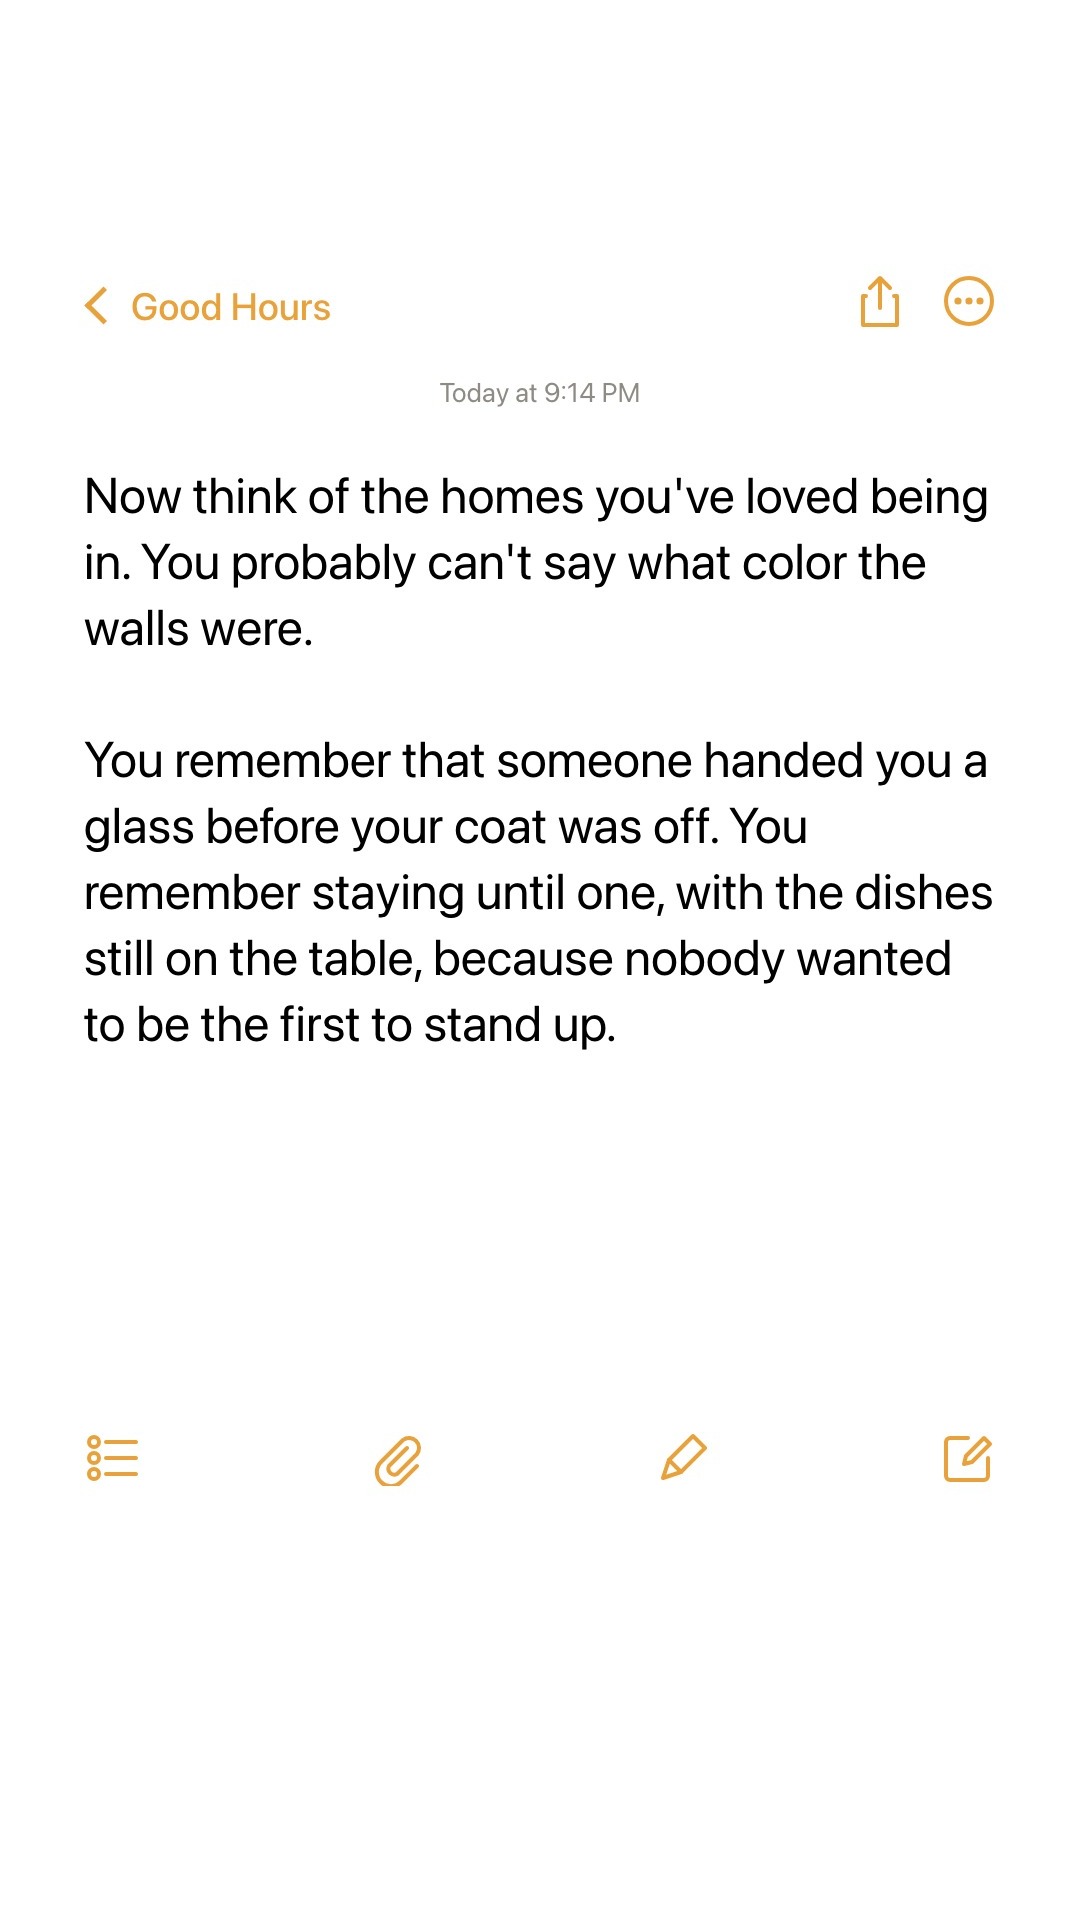 Good Hours
Today at 9:14 PM
Now think of the homes you've loved being
in. You probably can't say what color the
walls were.
You remember that someone handed you a
glass before your coat was off. You
remember staying until one, with the dishes
still on the table, because nobody wanted
to be the first to stand up.